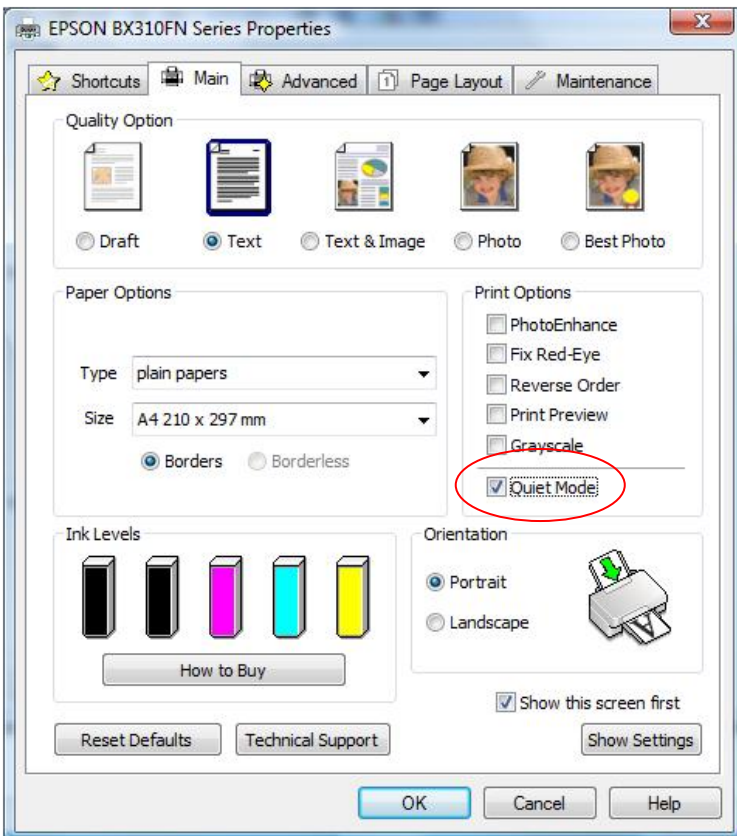 EPSON BX310FN Series Properties
Shortcuts Main Advanced 1 Page Layout Maintenance
Quality Option
Draft Text Text & Image Photo Best Photo
Paper Options
Type plain papers
Size A4 210 x 297 mm
Borders Borderless
Print Options
PhotoEnhance
Fix Red-Eye
Reverse Order
Print Preview
Grayscale
Quiet Mode
Ink Levels
How to Buy
Orientation
Portrait
Landscape
Show this screen first
Reset Defaults Technical Support Show Settings
OK Cancel Help